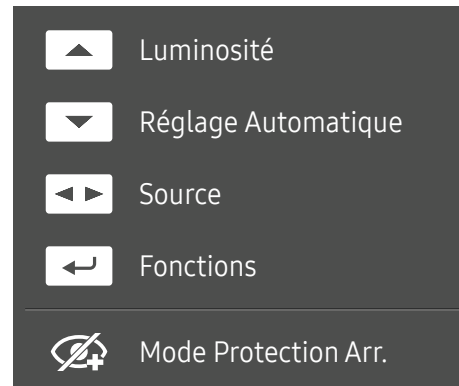 Luminosité
Réglage Automatique
Source
Fonctions
Mode Protection Arr.